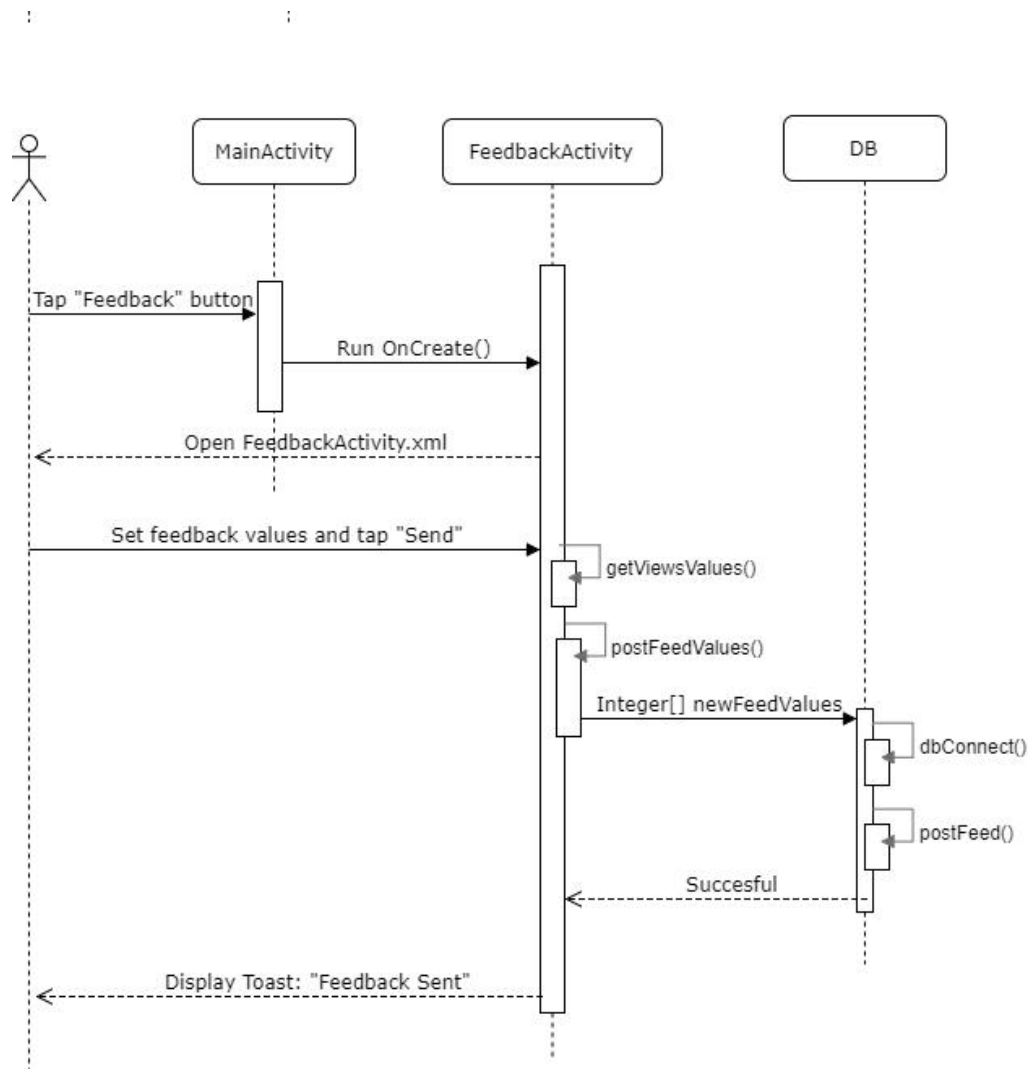 MainActivity
FeedbackActivity
DB
Tap "Feedback" button
Run OnCreate()
Open FeedbackActivity.xml
Set feedback values and tap "Send"
getViewsValues()
postFeedValues()
Integer[] newFeedValues
dbConnect()
postFeed()
Succesful
Display Toast: "Feedback Sent"